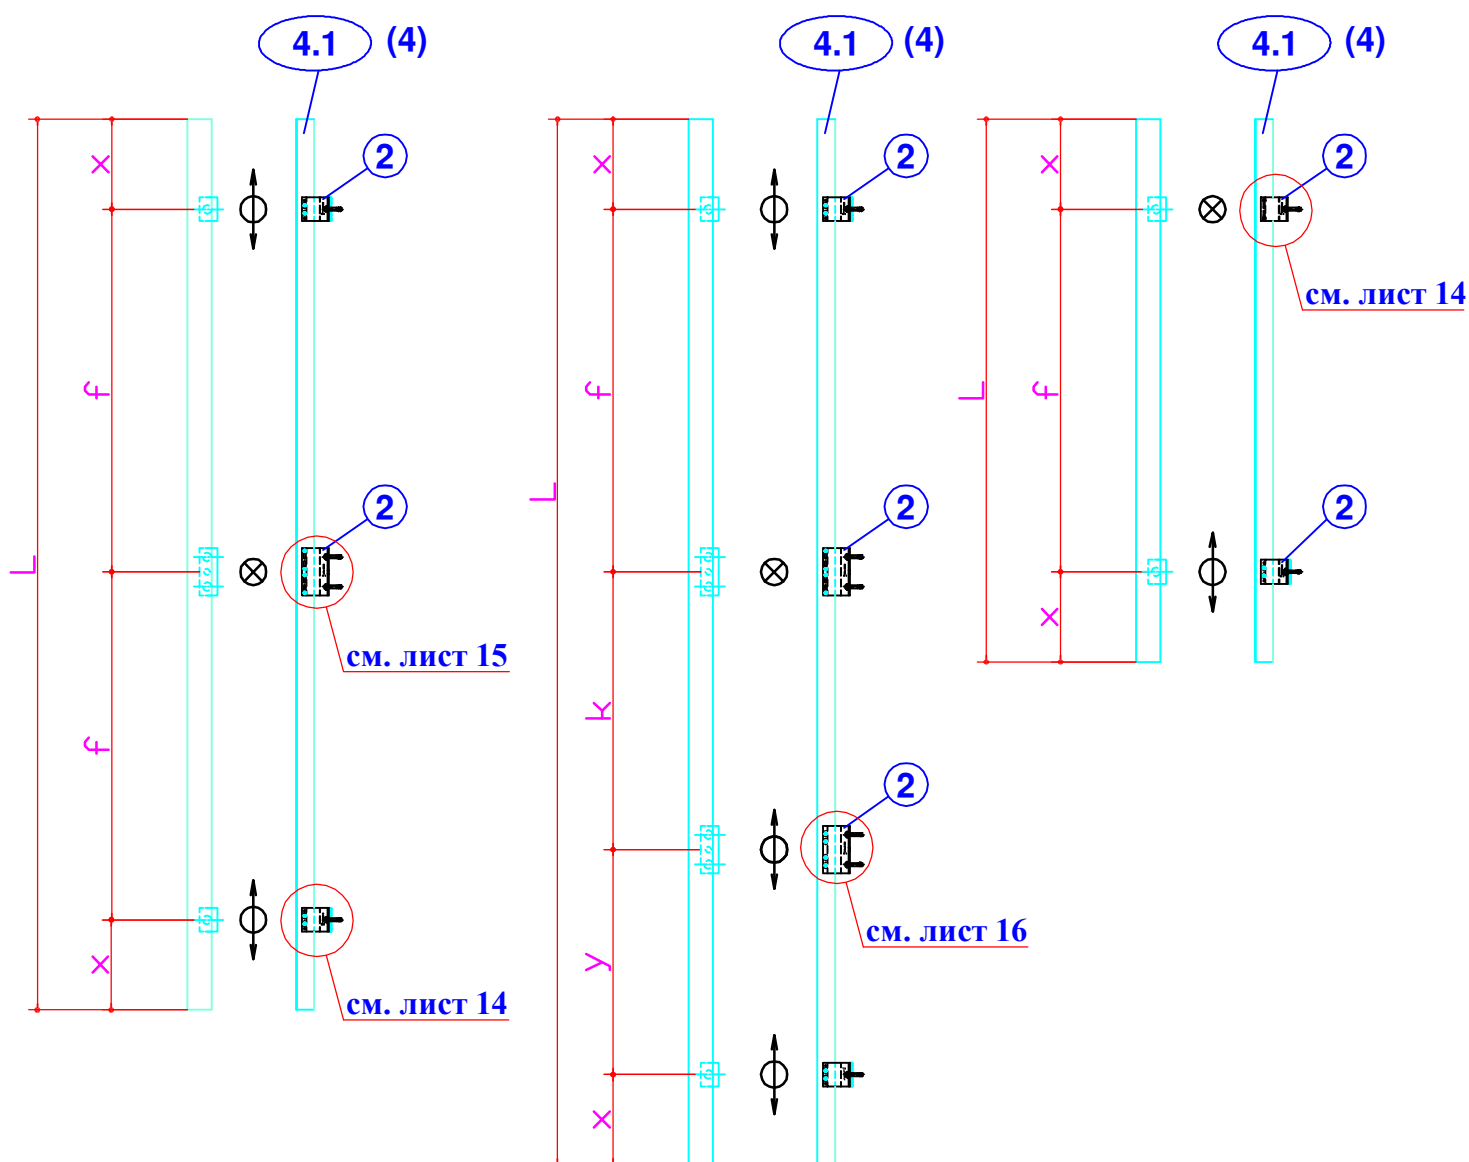 4.1 (4)
4.1 (4)
4.1 (4)
x
2
x
2
x
2
см. лист 14
f
f
L
f
L
2
2
2
L
f
x
см. лист 15
k
2
x
см. лист 14
y
см. лист 16
x